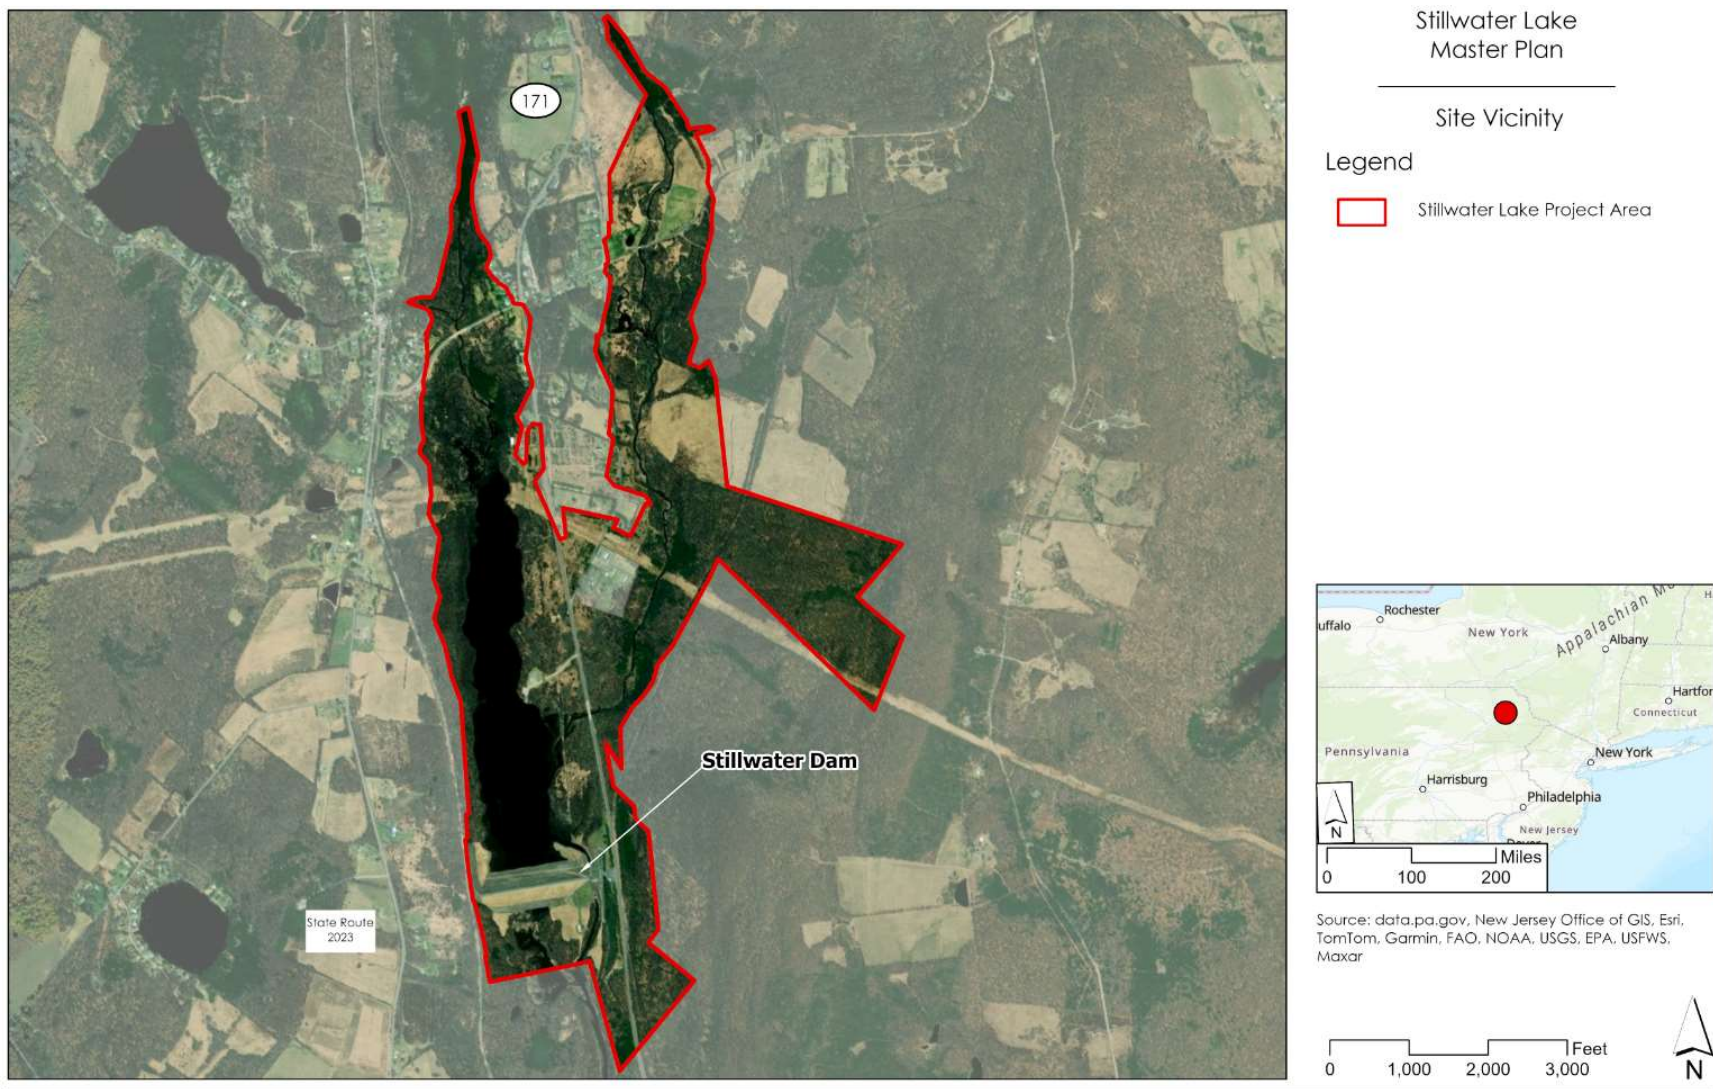 Stillwater Lake
Master Plan
Site Vicinity
Legend
Stillwater Lake Project Area
171
Stillwater Dam
State Route
2023
Rochester
uffalo
New York
Appalachian Mo
H
Albany
Hartfor
Connecticut
Pennsylvania
New York
Harrisburg
Philadelphia
New Jersey
N
Miles
0 100 200
Source: data.pa.gov, New Jersey Office of GIS, Esri,
TomTom, Garmin, FAO, NOAA, USGS, EPA, USFWS,
Maxar
Feet
0 1,000 2,000 3,000
N